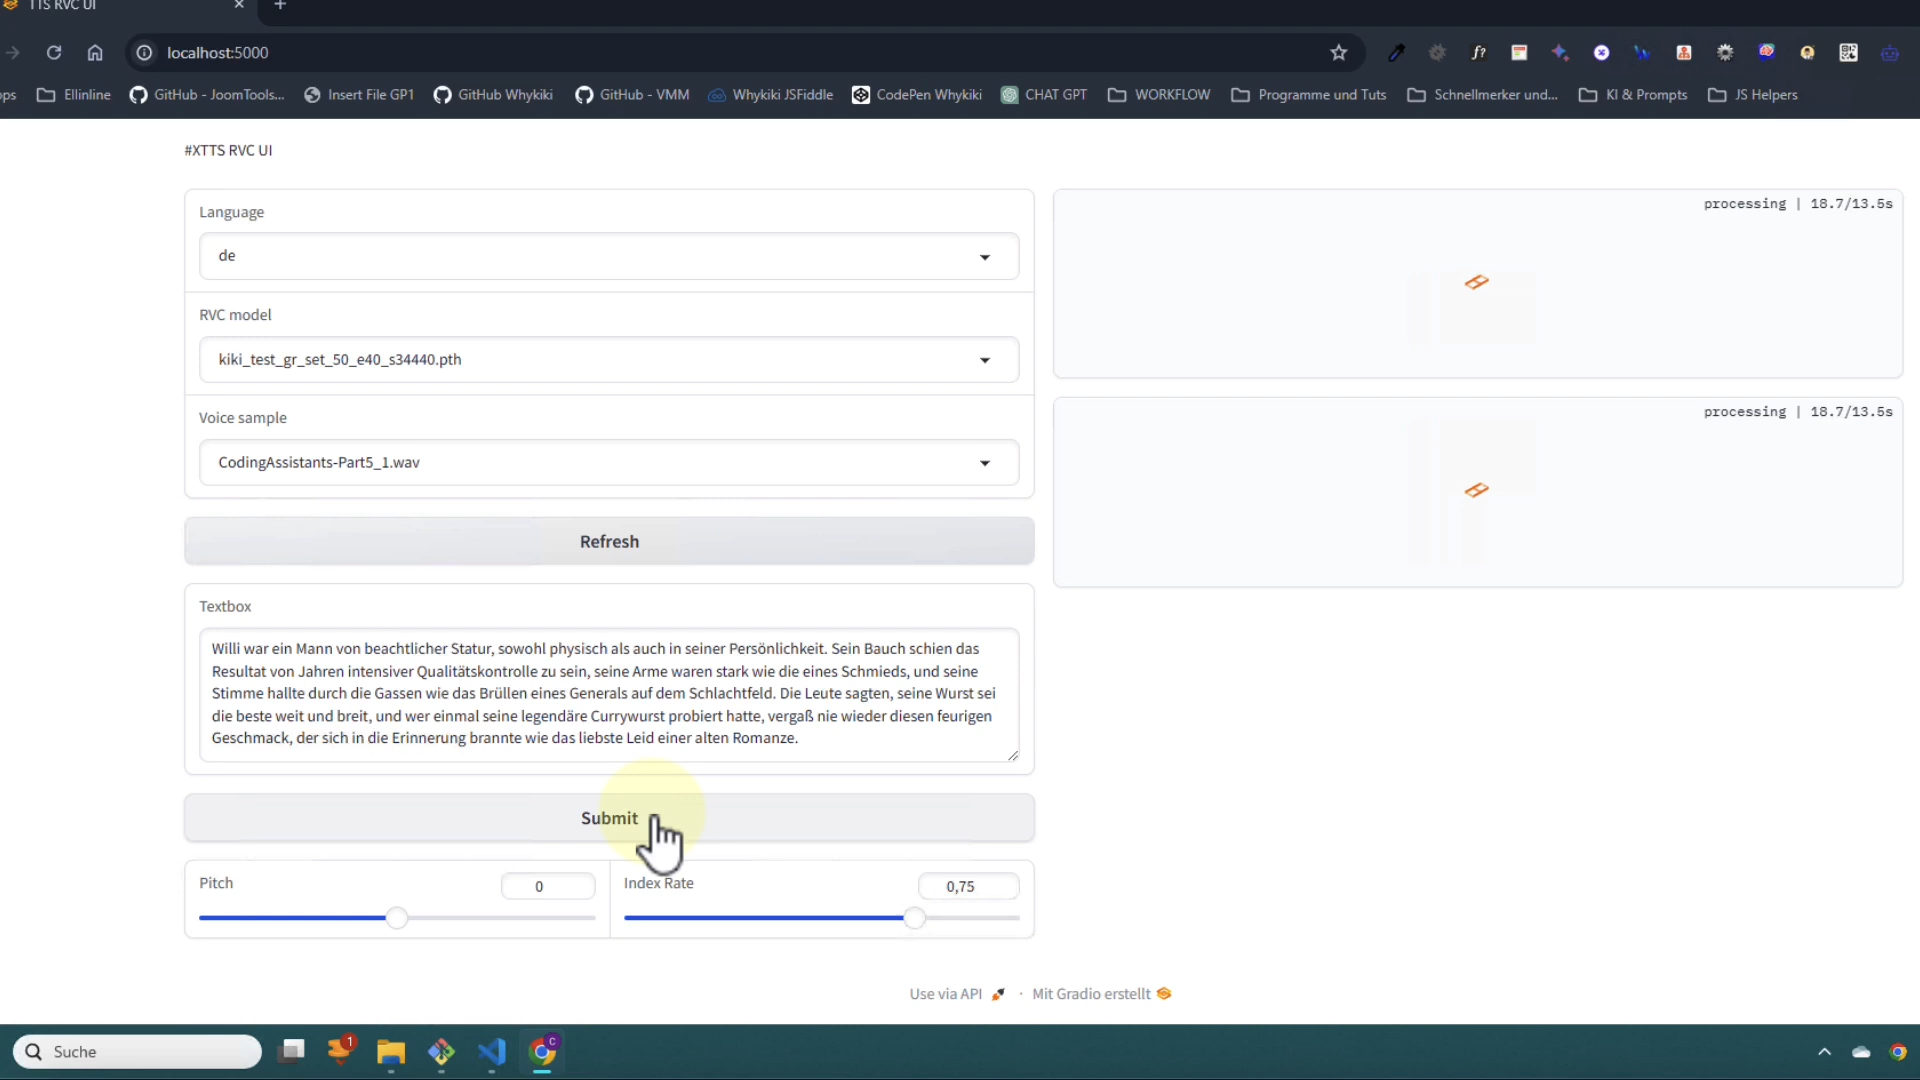 TTS RVC UI
localhost:5000
f?
ps
Ellinline
GitHub - JoomTools...
Insert File GP1
GitHub Whykiki
GitHub - VMM
Whykiki JSFiddle
CodePen Whykiki
CHAT GPT
WORKFLOW
Programme und Tuts
Schnellmerker und...
KI & Prompts
JS Helpers
#XTTS RVC UI
Language
de
RVC model
kiki_test_gr_set_50_e40_s34440.pth
Voice sample
CodingAssistants-Part5_1.wav
Refresh
Textbox
Willi war ein Mann von beachtlicher Statur, sowohl physisch als auch in seiner Persönlichkeit. Sein Bauch schien das
Resultat von Jahren intensiver Qualitätskontrolle zu sein, seine Arme waren stark wie die eines Schmieds, und seine
Stimme hallte durch die Gassen wie das Brüllen eines Generals auf dem Schlachtfeld. Die Leute sagten, seine Wurst sei
die beste weit und breit, und wer einmal seine legendäre Currywurst probiert hatte, vergaß nie wieder diesen feurigen
Geschmack, der sich in die Erinnerung brannte wie das liebste Leid einer alten Romanze.
Submit
Pitch
0
Index Rate
0,75
processing | 18.7/13.5s
processing | 18.7/13.5s
Use via API
·
Mit Gradio erstellt
Suche
1
C